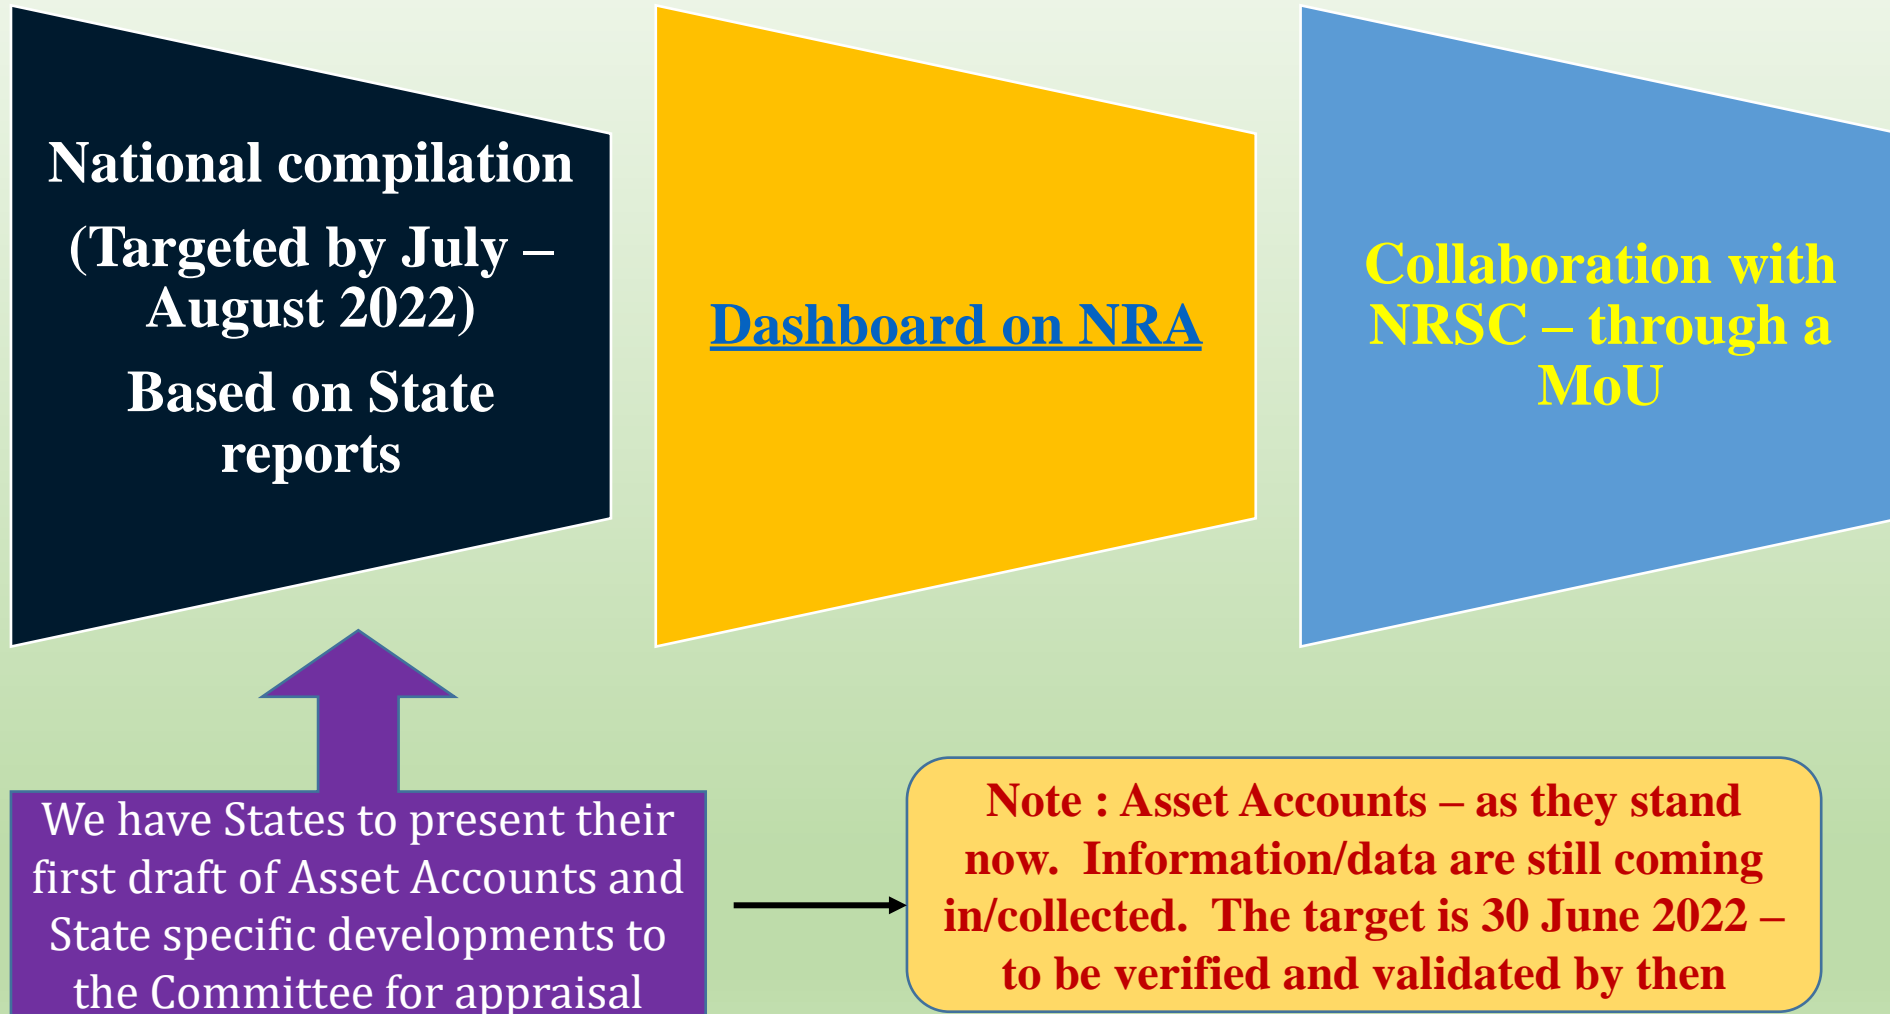 National compilation
(Targeted by July –
August 2022)
Based on State
reports
Dashboard on NRA
Collaboration with
NRSC – through a
MoU
We have States to present their
first draft of Asset Accounts and
State specific developments to
the Committee for appraisal
Note : Asset Accounts – as they stand
now. Information/data are still coming
in/collected. The target is 30 June 2022 –
to be verified and validated by then